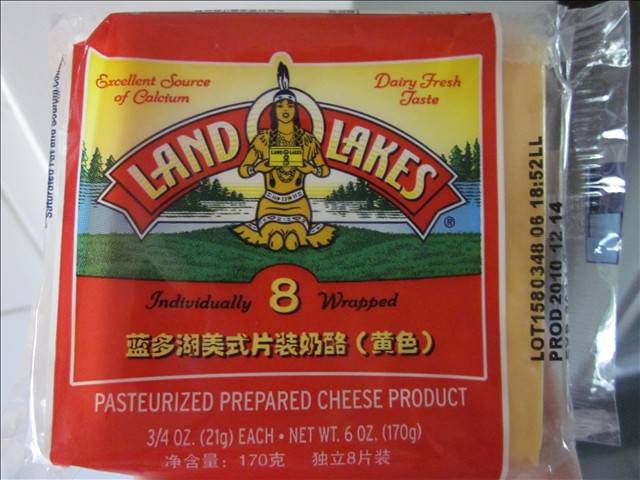 Excellent Source
of Calcium
Dairy Fresh
Taste
LAND O LAKES ®
LAND O LAKES
8
Individually 8 Wrapped
蓝多湖美式片装奶酪（黄色）
PASTEURIZED PREPARED CHEESE PRODUCT
3/4 OZ. (21g) EACH • NET WT. 6 OZ. (170g)
净含量：170克 独立8片装
LOT1580348 06 18:52LL
PROD 2010 12 14